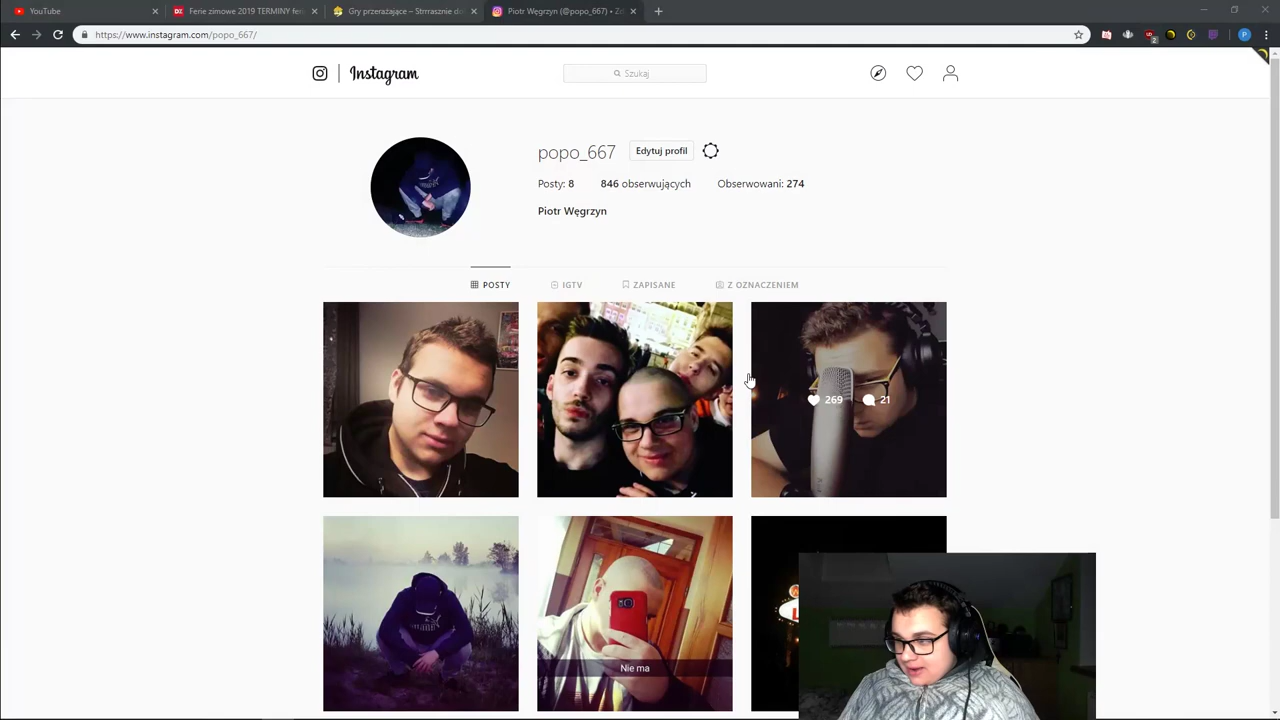 YouTube
Ferie zimowe 2019 TERMINY fer
Gry przerażające – Strrrasznie d
Piotr Węgrzyn (@popo_667) • Zd
https://www.instagram.com/popo_667/
2
P
Instagram
Szukaj
popo_667 Edytuj profil
Posty: 8 846 obserwujących Obserwowani: 274
Piotr Węgrzyn
POSTY IGTV ZAPISANE Z OZNACZENIEM
269 21
Nie ma